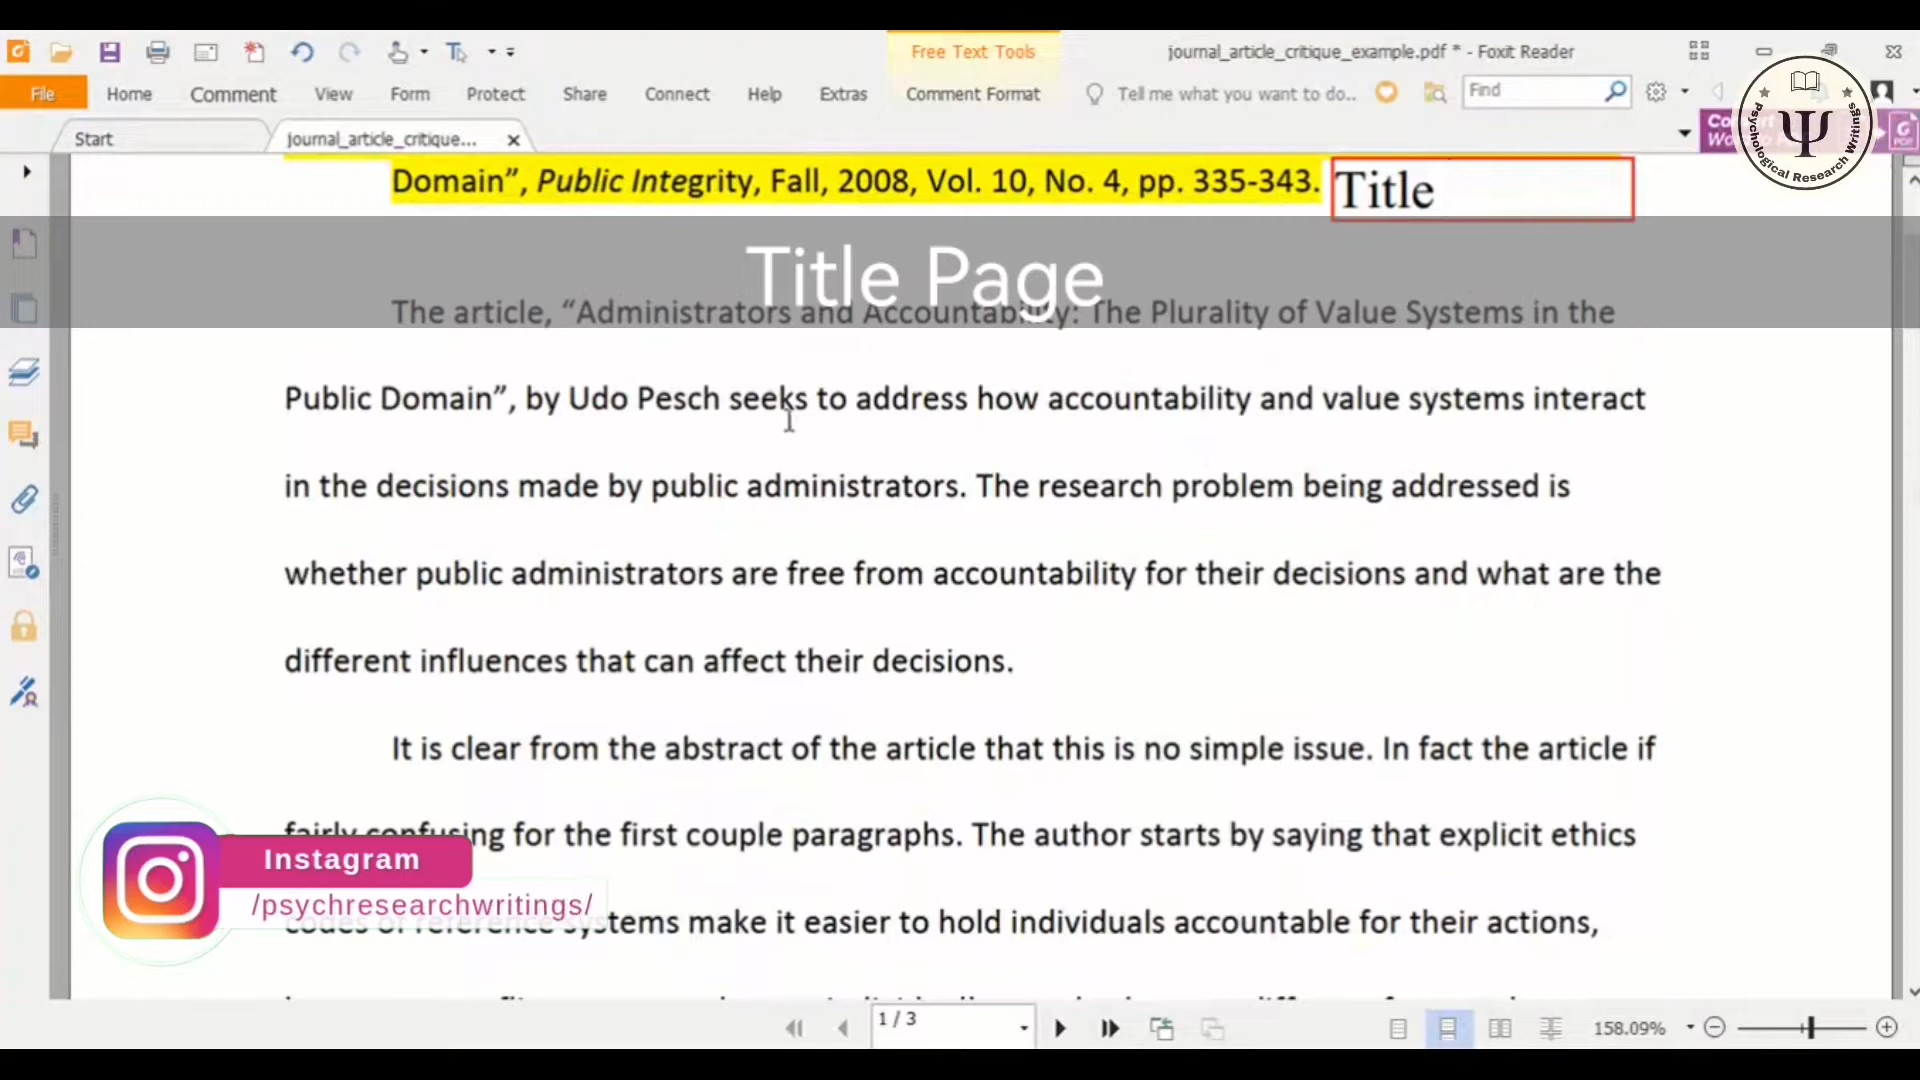 Free Text Tools
journal_article_critique_example.pdf * - Foxit Reader
File
Home
Comment
View
Form
Protect
Share
Connect
Help
Extras
Comment Format
Tell me what you want to do..
Find
Start
journal_article_critique...
Psychological Research Writings
Domain”, Public Integrity, Fall, 2008, Vol. 10, No. 4, pp. 335-343.
Title
Title Page
The article, “Administrators and Accountability: The Plurality of Value Systems in the
Public Domain”, by Udo Pesch seeks to address how accountability and value systems interact
in the decisions made by public administrators. The research problem being addressed is
whether public administrators are free from accountability for their decisions and what are the
different influences that can affect their decisions.
It is clear from the abstract of the article that this is no simple issue. In fact the article if
fairly confusing for the first couple paragraphs. The author starts by saying that explicit ethics
codes of reference systems make it easier to hold individuals accountable for their actions,
Instagram
/psychresearchwritings/
1 / 3
158.09%